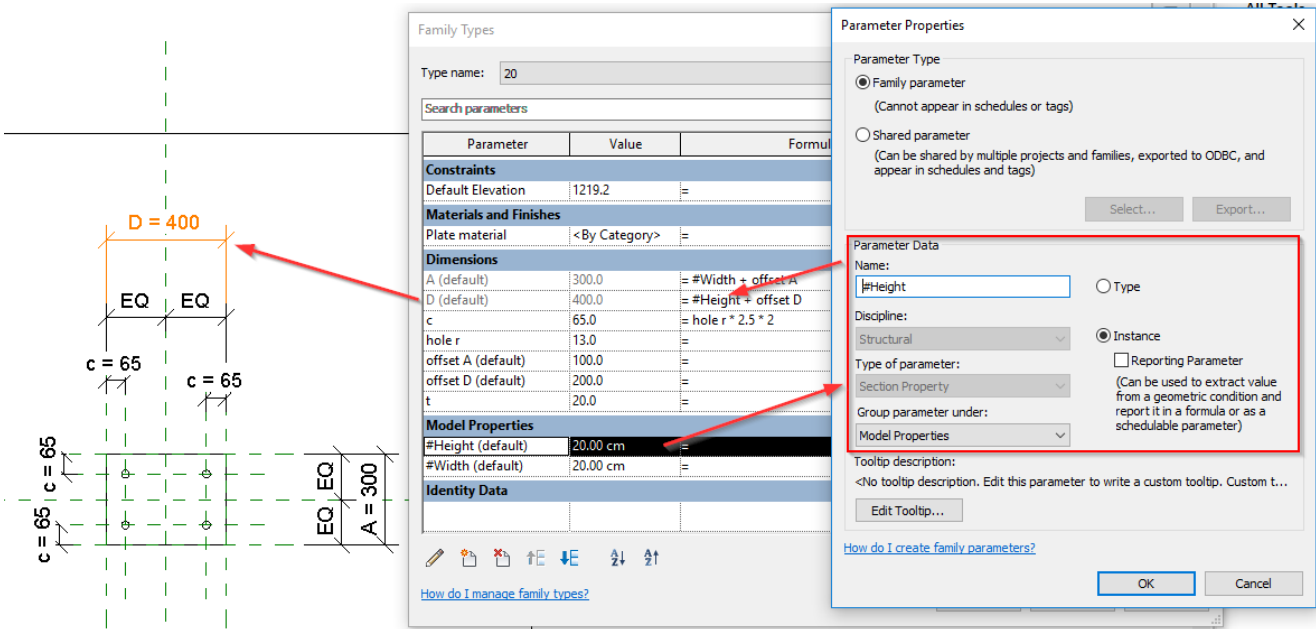 D = 400
EQ EQ
c = 65
c = 65
c = 65
c = 65
EQ
EQ
A = 300
Family Types
Type name: 20
Search parameters
Parameter Value Formul
Constraints
Default Elevation 1219.2 =
Materials and Finishes
Plate material <By Category> =
Dimensions
A (default) 300.0 = #Width + offset A
D (default) 400.0 = #Height + offset D
c 65.0 = hole r * 2.5 * 2
hole r 13.0 =
offset A (default) 100.0 =
offset D (default) 200.0 =
t 20.0 =
Model Properties
#Height (default) 20.00 cm =
#Width (default) 20.00 cm =
Identity Data
How do I manage family types?
All Tools
Parameter Properties
Parameter Type
Family parameter
(Cannot appear in schedules or tags)
Shared parameter
(Can be shared by multiple projects and families, exported to ODBC, and
appear in schedules and tags)
Select... Export...
Parameter Data
Name:
#Height Type
Discipline:
Structural Instance
Reporting Parameter
Type of parameter:
Section Property
(Can be used to extract value
from a geometric condition and
report it in a formula or as a
schedulable parameter)
Group parameter under:
Model Properties
Tooltip description:
<No tooltip description. Edit this parameter to write a custom tooltip. Custom t...
Edit Tooltip...
How do I create family parameters?
OK Cancel